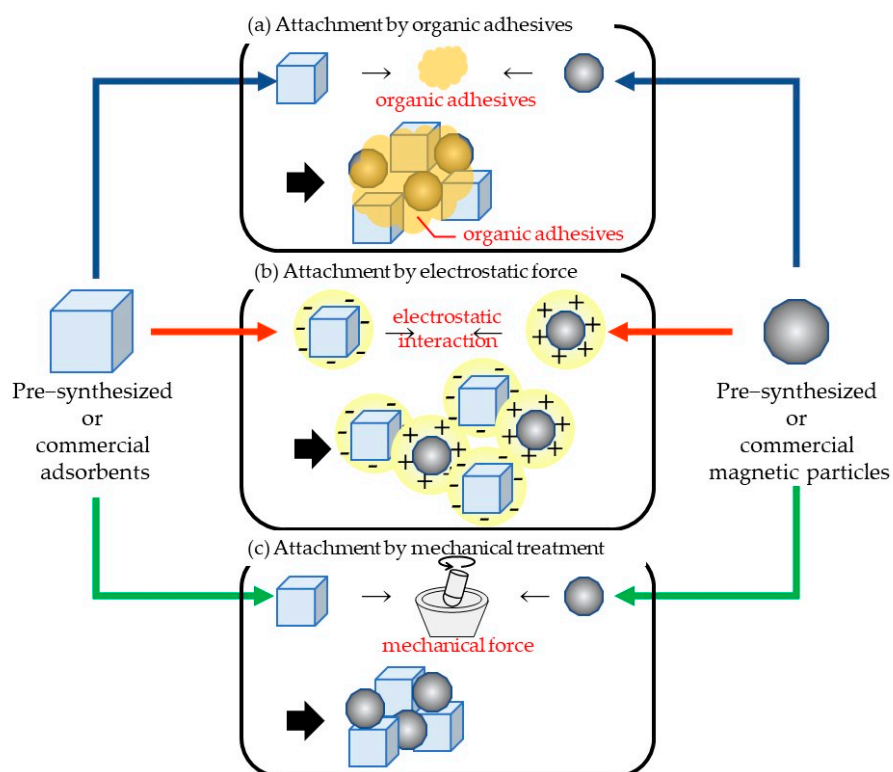 (a) Attachment by organic adhesives
organic adhesives
organic adhesives
(b) Attachment by electrostatic force
electrostatic
interaction
Pre–synthesized
or
commercial
adsorbents
Pre–synthesized
or
commercial
magnetic particles
(c) Attachment by mechanical treatment
mechanical force